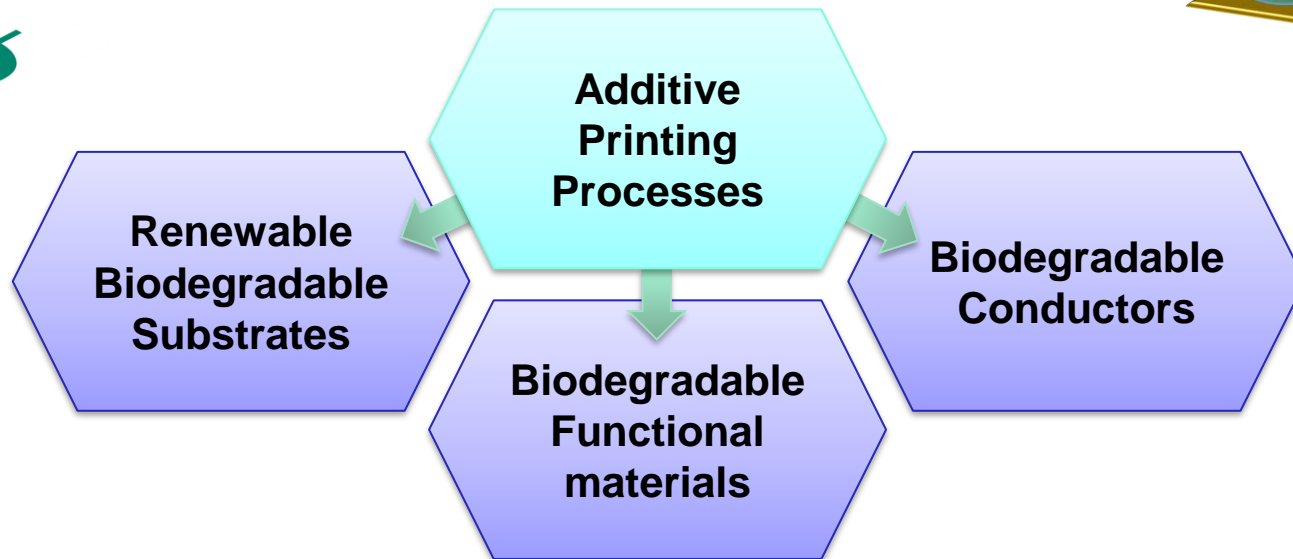 Additive
Printing
Processes
Renewable
Biodegradable
Substrates
Biodegradable
Functional
materials
Biodegradable
Conductors